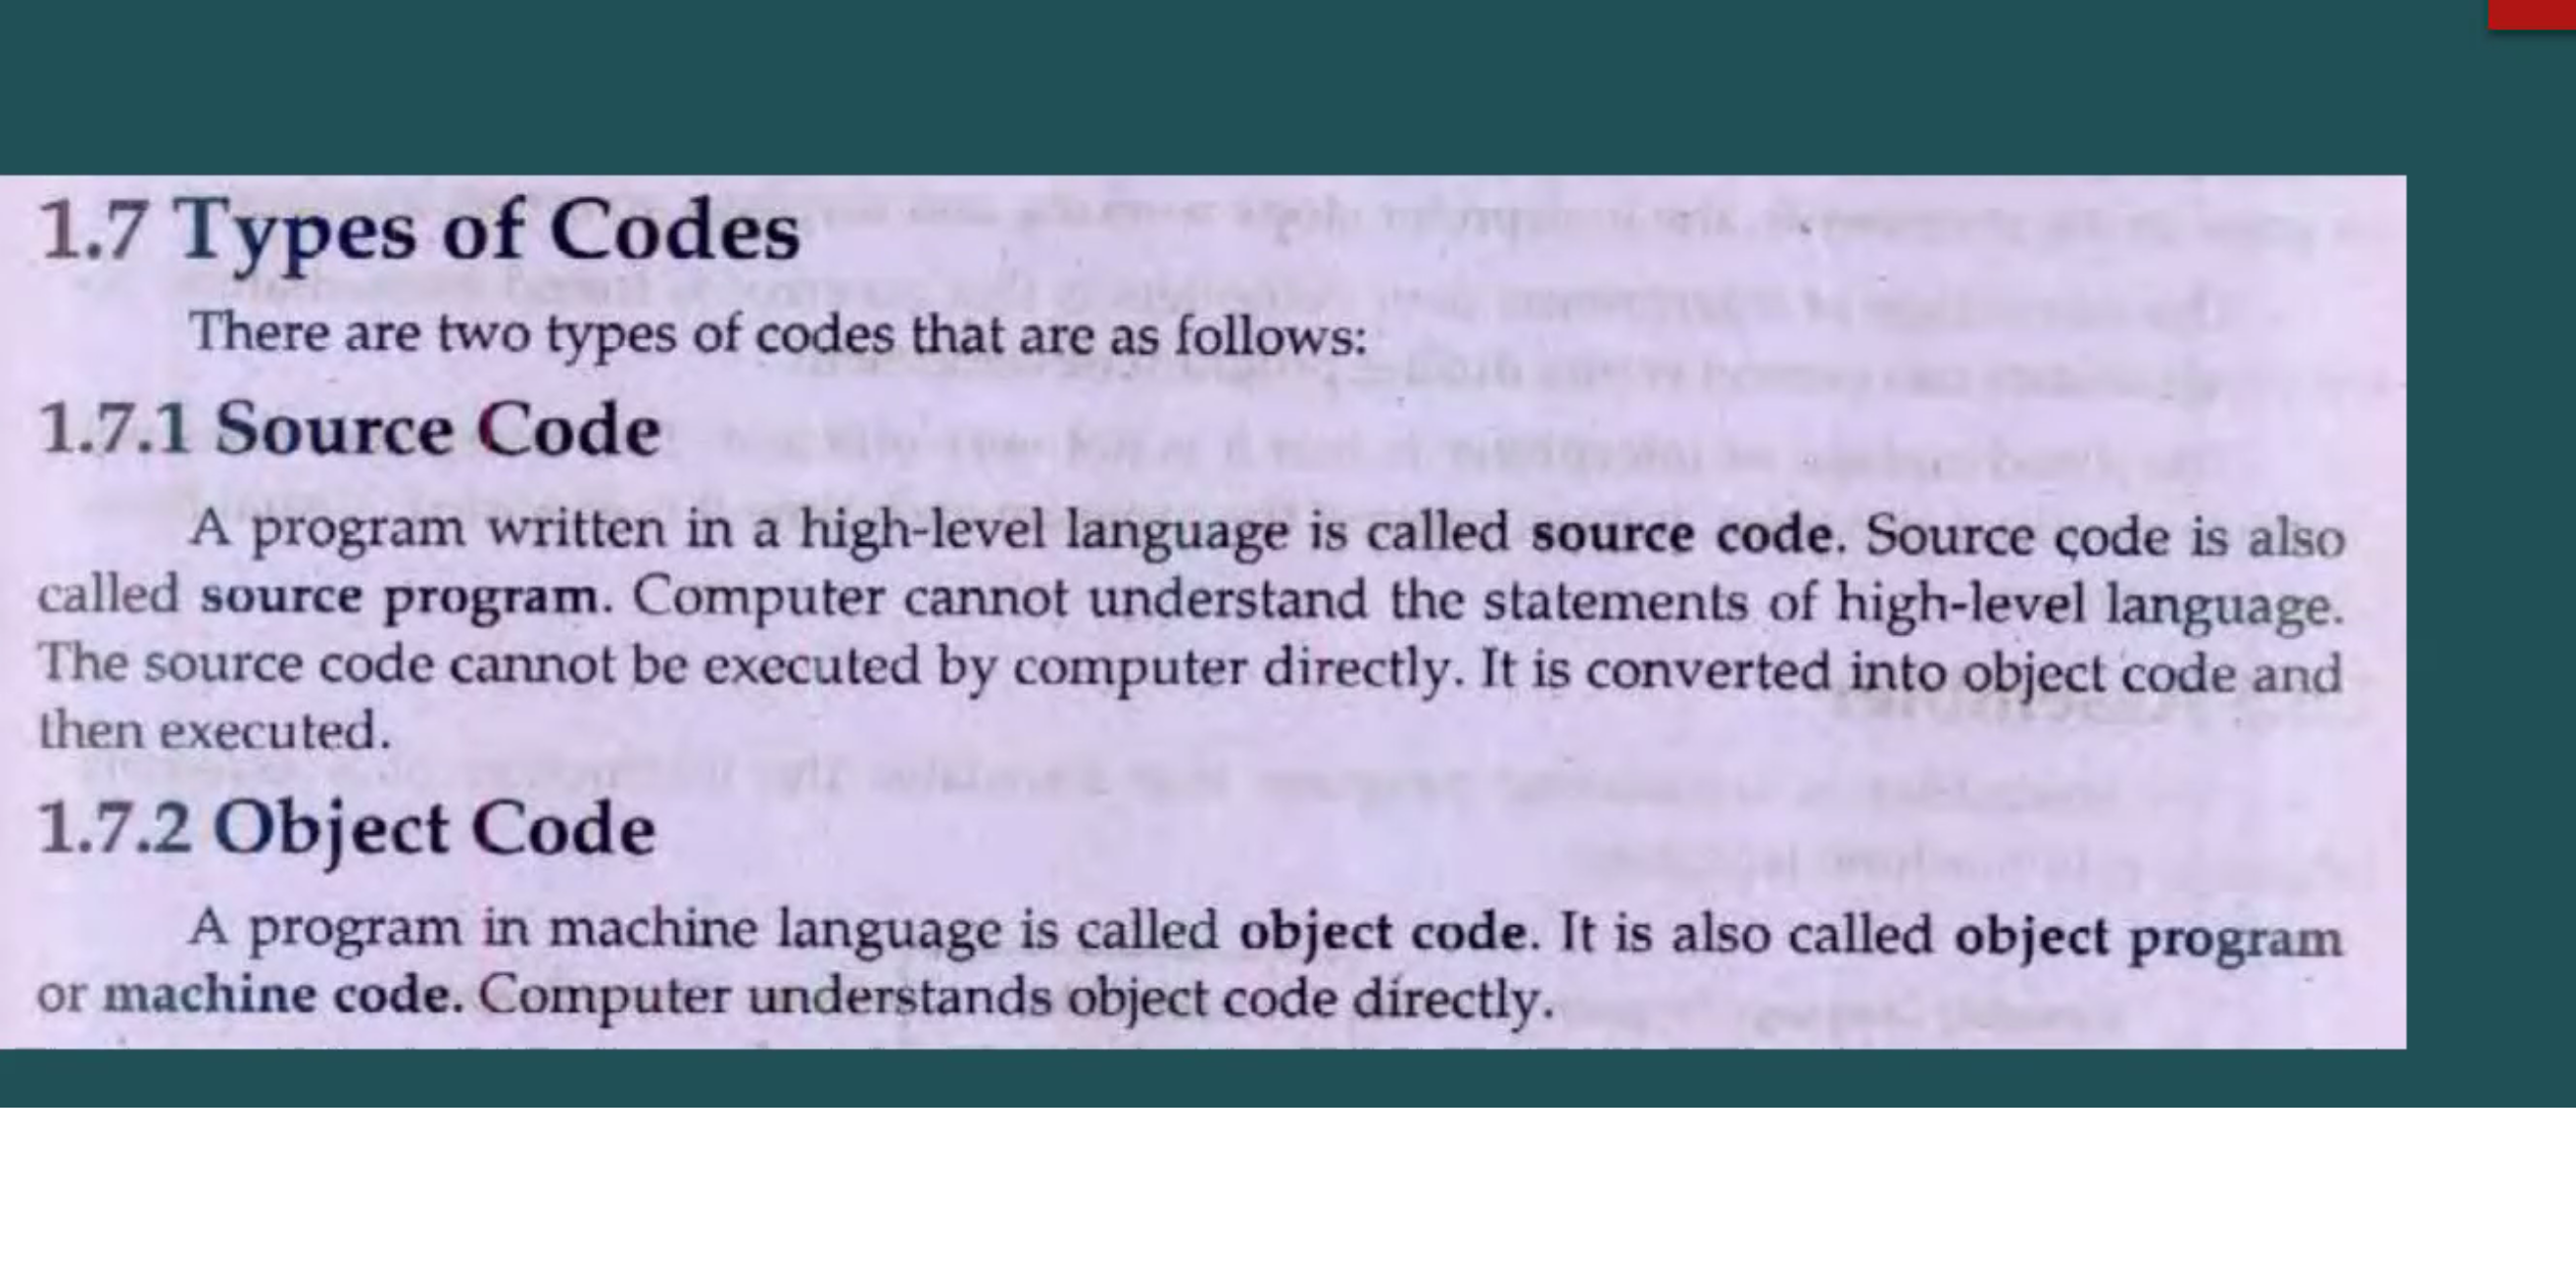 1.7 Types of Codes
There are two types of codes that are as follows:
1.7.1 Source Code
A program written in a high-level language is called source code. Source code is also
called source program. Computer cannot understand the statements of high-level language.
The source code cannot be executed by computer directly. It is converted into object code and
then executed.
1.7.2 Object Code
A program in machine language is called object code. It is also called object program
or machine code. Computer understands object code directly.